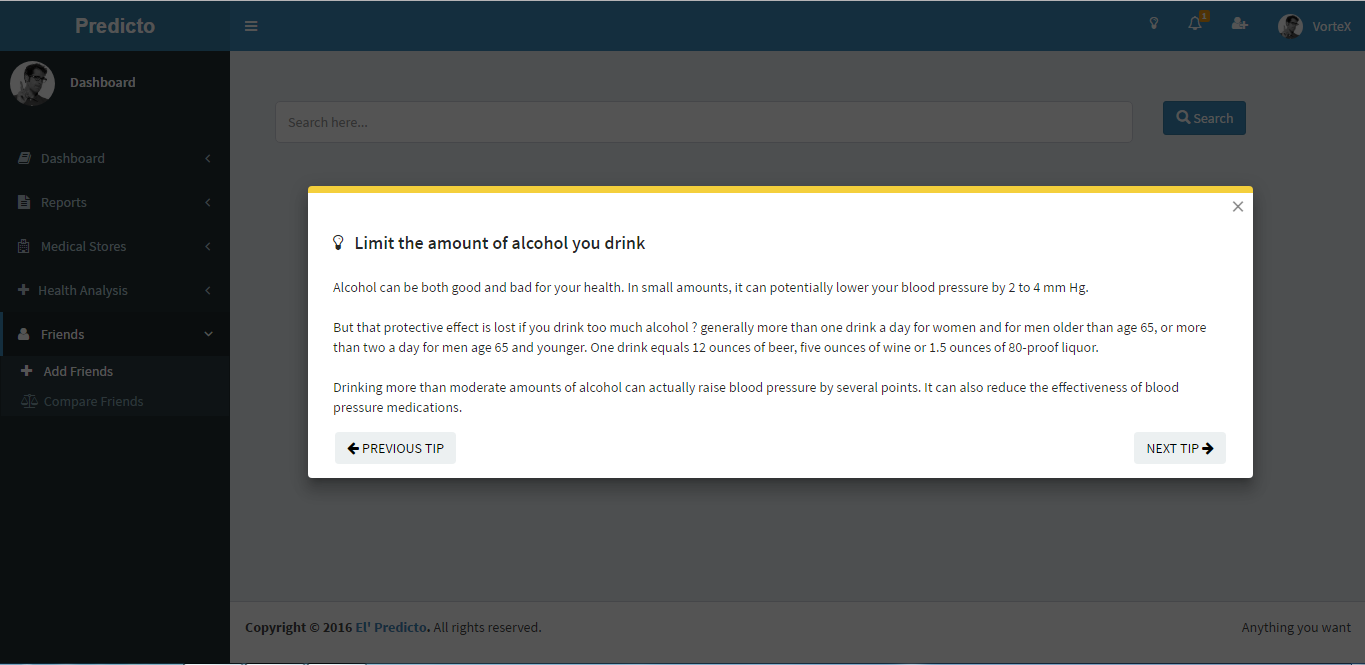 Predicto
1
VorteX
Dashboard
Search here...
Search
Dashboard
Reports
Medical Stores
Health Analysis
Friends
Add Friends
Compare Friends
Limit the amount of alcohol you drink
Alcohol can be both good and bad for your health. In small amounts, it can potentially lower your blood pressure by 2 to 4 mm Hg.
But that protective effect is lost if you drink too much alcohol ? generally more than one drink a day for women and for men older than age 65, or more
than two a day for men age 65 and younger. One drink equals 12 ounces of beer, five ounces of wine or 1.5 ounces of 80-proof liquor.
Drinking more than moderate amounts of alcohol can actually raise blood pressure by several points. It can also reduce the effectiveness of blood
pressure medications.
PREVIOUS TIP
NEXT TIP
Copyright © 2016 El' Predicto. All rights reserved.
Anything you want